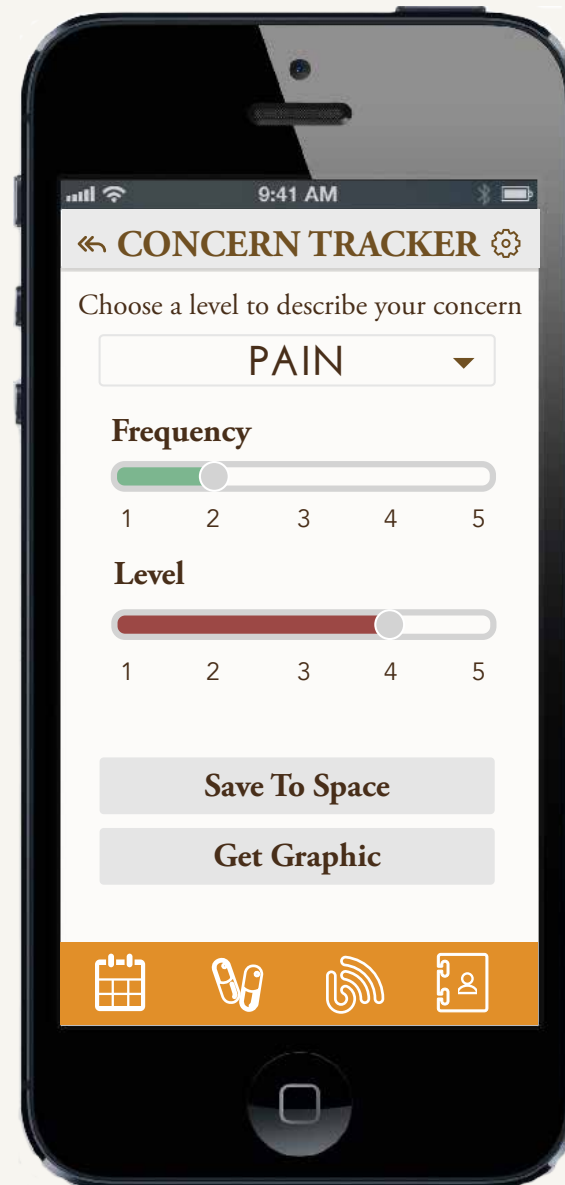 9:41 AM
CONCERN TRACKER
Choose a level to describe your concern
PAIN
Frequency
1 2 3 4 5
Level
1 2 3 4 5
Save To Space
Get Graphic